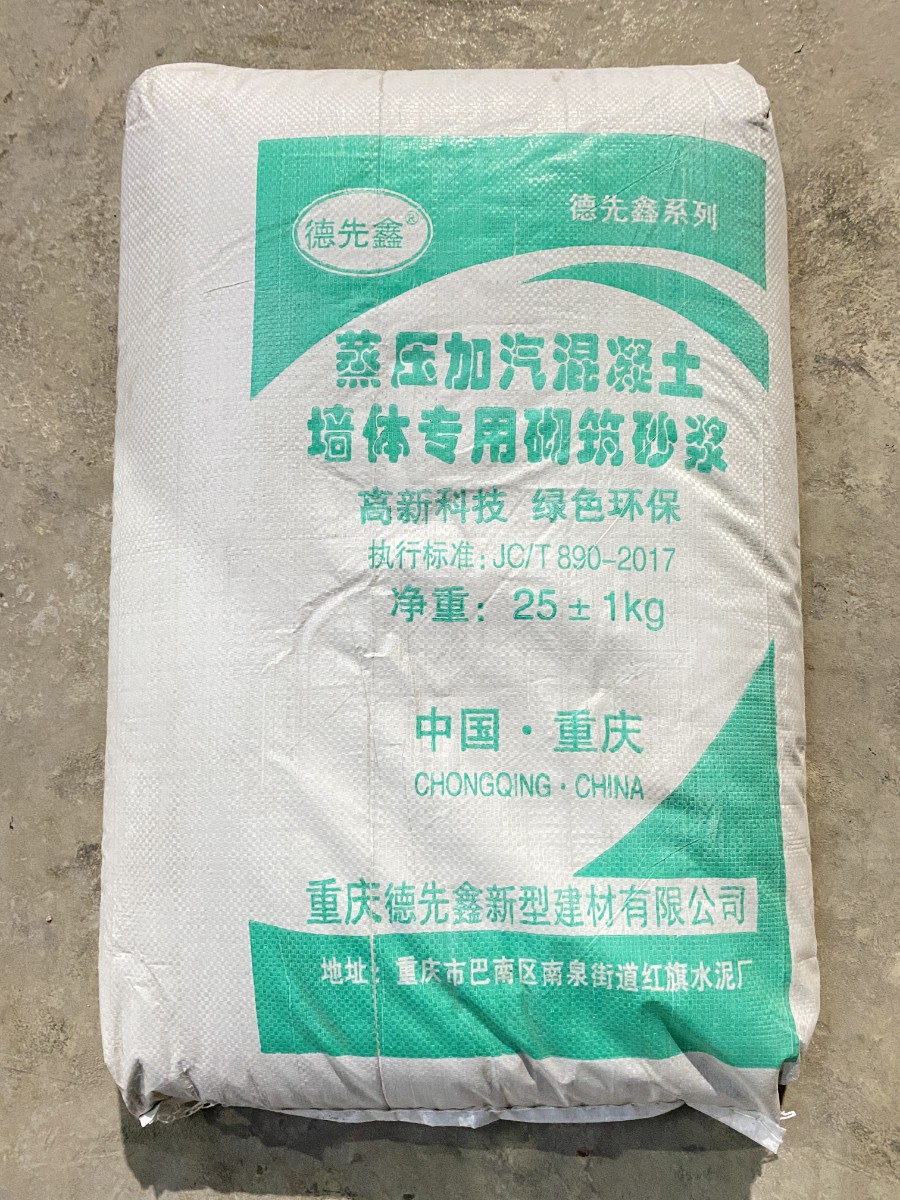 德先鑫®
德先鑫系列
蒸压加汽混凝土
墙体专用砌筑砂浆
高新科技 绿色环保
执行标准:JC/T 890-2017
净重:25±1kg
中国·重庆
CHONGQING·CHINA
重庆德先鑫新型建材有限公司
地址:重庆市巴南区南泉街道红旗水泥厂